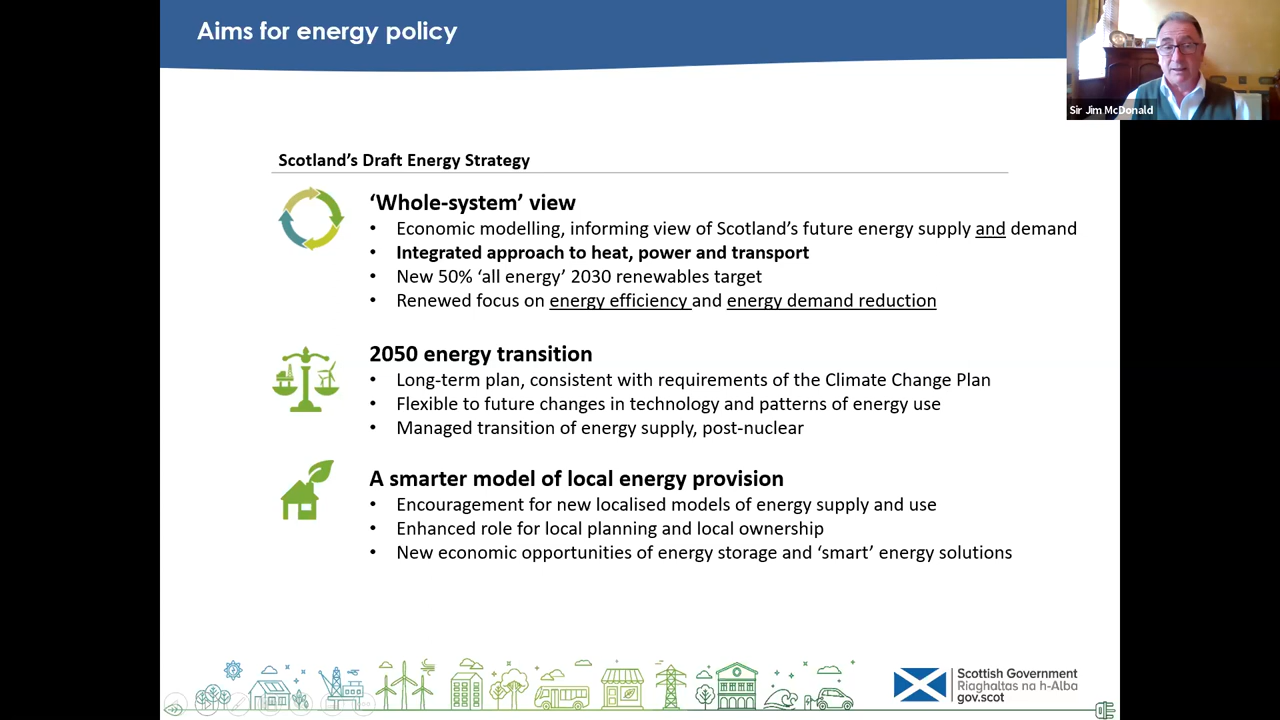 Aims for energy policy
Sir Jim McDonald
Scotland's Draft Energy Strategy
‘Whole-system’ view
• Economic modelling, informing view of Scotland's future energy supply and demand
• Integrated approach to heat, power and transport
• New 50% ‘all energy’ 2030 renewables target
• Renewed focus on energy efficiency and energy demand reduction
2050 energy transition
• Long-term plan, consistent with requirements of the Climate Change Plan
• Flexible to future changes in technology and patterns of energy use
• Managed transition of energy supply, post-nuclear
A smarter model of local energy provision
• Encouragement for new localised models of energy supply and use
• Enhanced role for local planning and local ownership
• New economic opportunities of energy storage and ‘smart’ energy solutions
Scottish Government
Riaghaltas na h-Alba
gov.scot